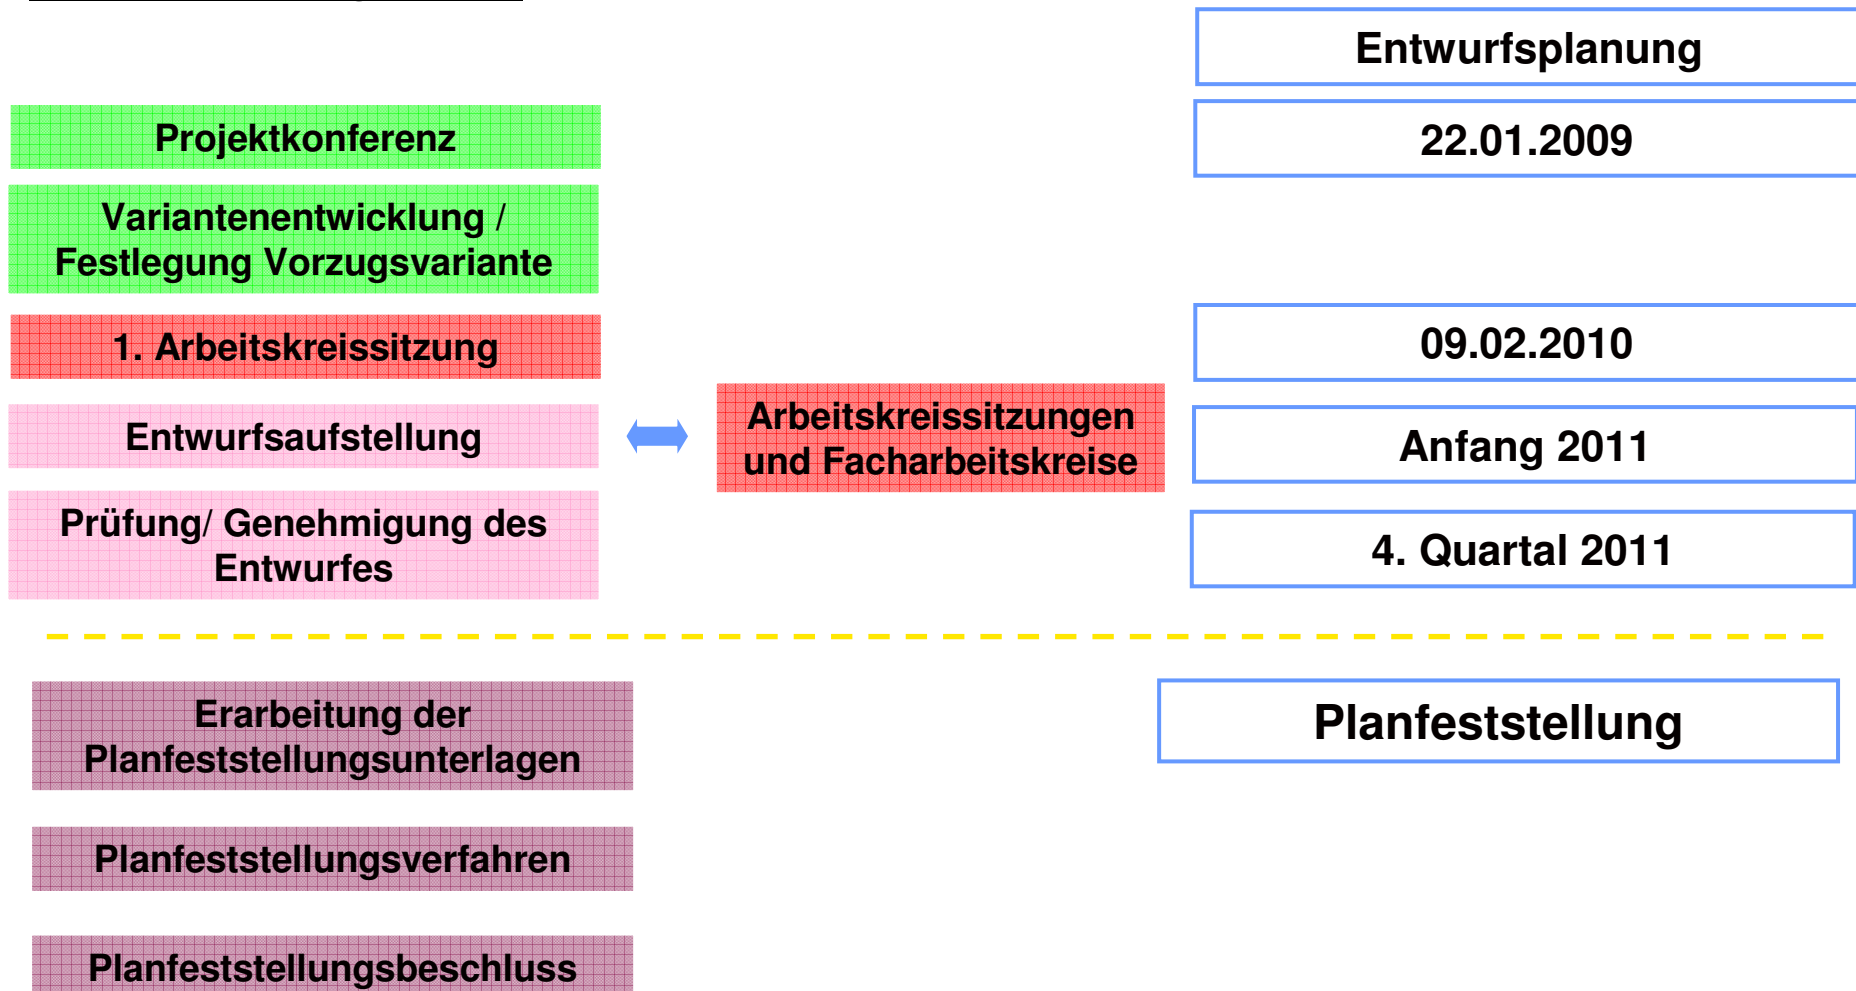 Entwurfsplanung
Projektkonferenz
22.01.2009
Variantenentwicklung /
Festlegung Vorzugsvariante
1. Arbeitskreissitzung
09.02.2010
Entwurfsaufstellung
Arbeitskreissitzungen
und Facharbeitskreise
Anfang 2011
Prüfung/ Genehmigung des
Entwurfes
4. Quartal 2011
Erarbeitung der
Planfeststellungsunterlagen
Planfeststellung
Planfeststellungsverfahren
Planfeststellungsbeschluss